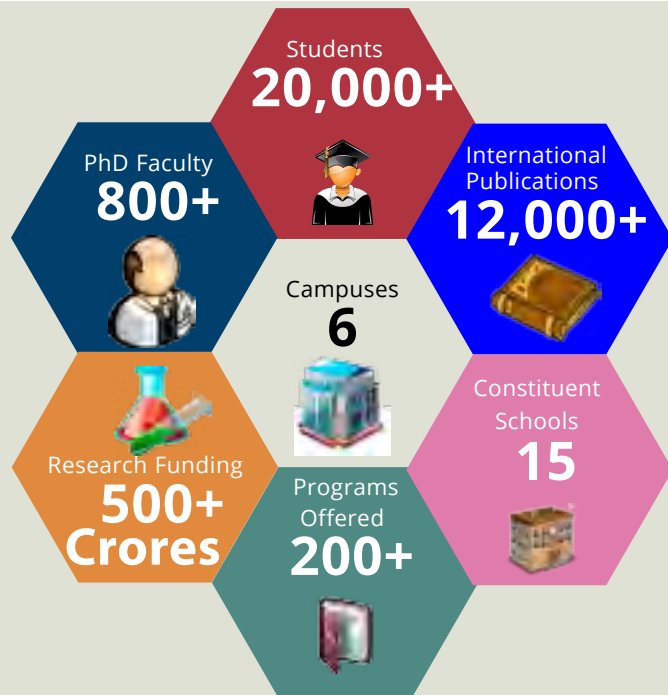 Students
20,000+
PhD Faculty
800+
International
Publications
12,000+
Campuses
6
Research Funding
500+
Crores
Constituent
Schools
15
Programs
Offered
200+